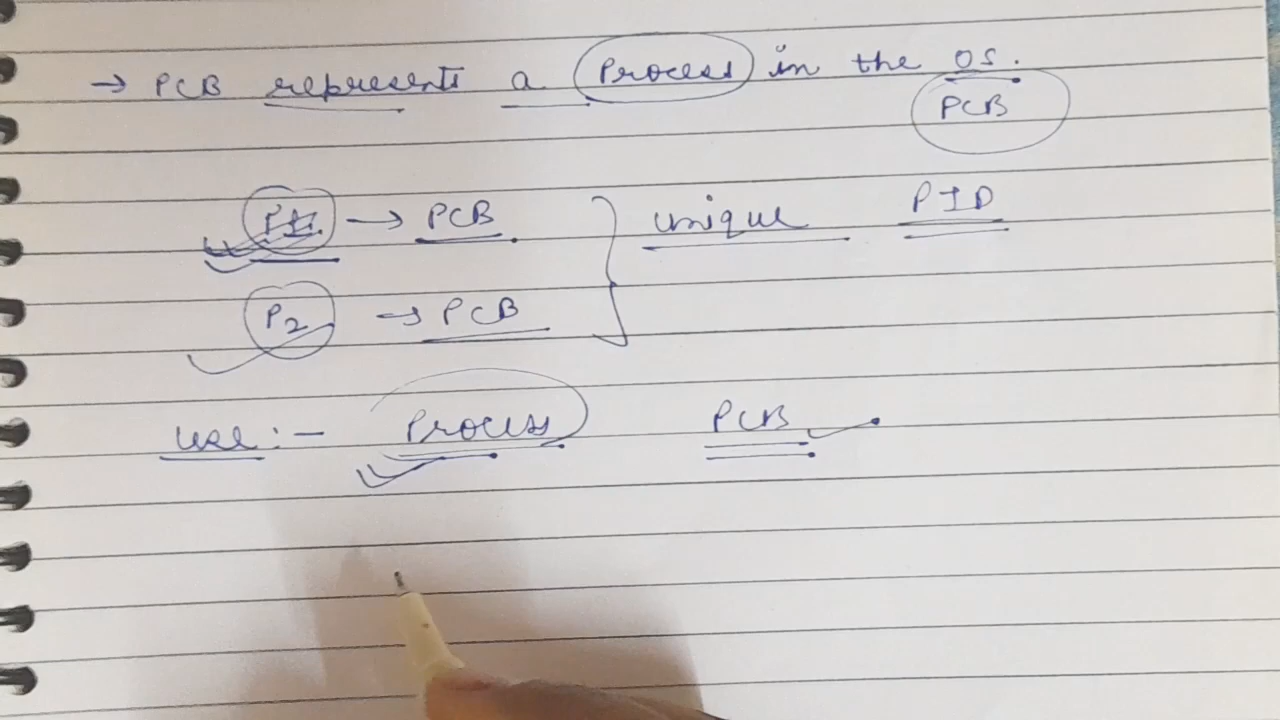 → PCB represents a Process in the OS.
PCB
P1 → PCB
unique PID
P2 → PCB
use :- Process PCB